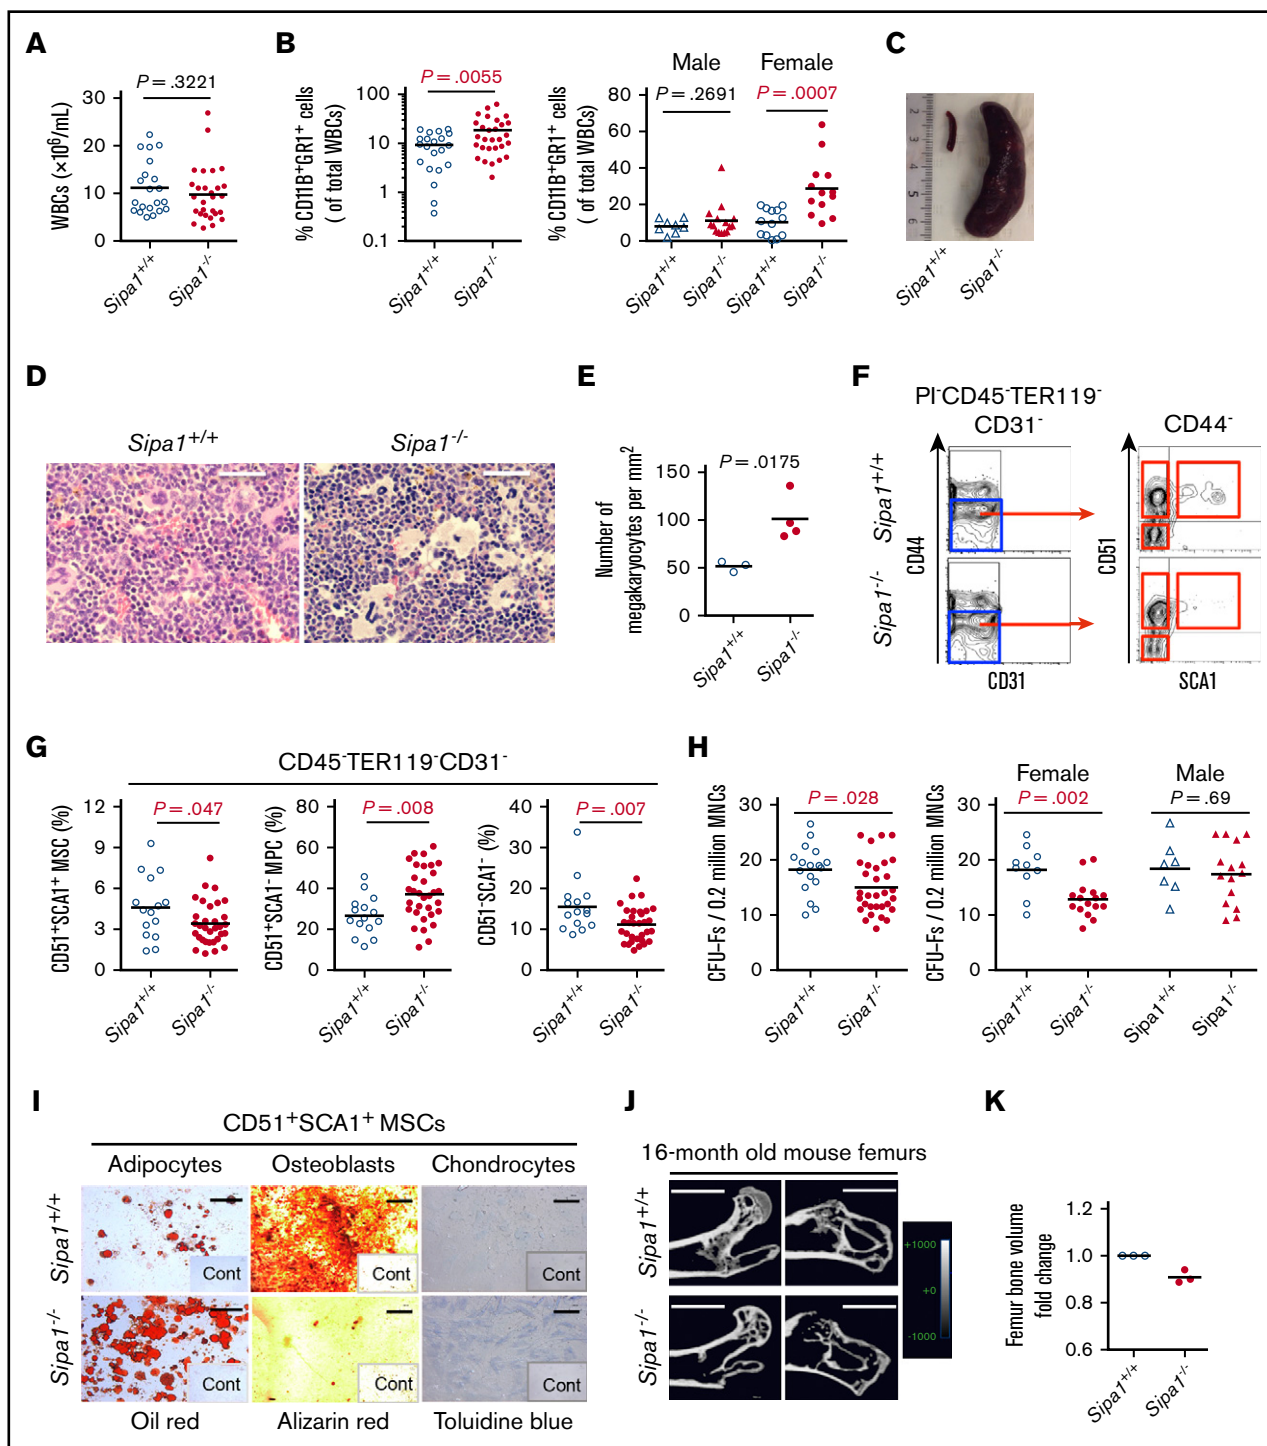 A
P = .3221
WBCs (×10⁶/mL)
30
20
10
0
Sipa1+/+
Sipa1-/-
B
P = .0055
% CD11B+GR1+ cells
( of total WBCs)
100
10
1
0.1
Sipa1+/+
Sipa1-/-
Male
Female
P = .2691
P = .0007
% CD11B+GR1+ cells
( of total WBCs)
80
60
40
20
0
Sipa1+/+
Sipa1-/-
Sipa1+/+
Sipa1-/-
C
2
3
4
5
6
Sipa1+/+
Sipa1-/-
D
Sipa1+/+
Sipa1-/-
E
P = .0175
Number of
megakaryocytes per mm²
150
100
50
0
Sipa1+/+
Sipa1-/-
F
PI-CD45-TER119-
CD31-
CD44-
Sipa1+/+
Sipa1-/-
CD44
CD51
CD31
SCA1
G
CD45-TER119-CD31-
P = .047
CD51+SCA1+ MSC (%)
12
9
6
3
0
Sipa1+/+
Sipa1-/-
P = .008
CD51+SCA1- MPC (%)
80
60
40
20
0
Sipa1+/+
Sipa1-/-
P = .007
CD51-SCA1- (%)
40
30
20
10
0
Sipa1+/+
Sipa1-/-
H
P = .028
CFU–Fs / 0.2 million MNCs
30
20
10
0
Sipa1+/+
Sipa1-/-
Female
Male
P = .002
P = .69
CFU–Fs / 0.2 million MNCs
30
20
10
0
Sipa1+/+
Sipa1-/-
Sipa1+/+
Sipa1-/-
I
CD51+SCA1+ MSCs
Adipocytes
Osteoblasts
Chondrocytes
Sipa1+/+
Cont
Cont
Cont
Sipa1-/-
Cont
Cont
Cont
Oil red
Alizarin red
Toluidine blue
J
16-month old mouse femurs
Sipa1+/+
Sipa1-/-
+1000
+0
-1000
K
Femur bone volume
fold change
1.2
1.0
0.8
0.6
Sipa1+/+
Sipa1-/-